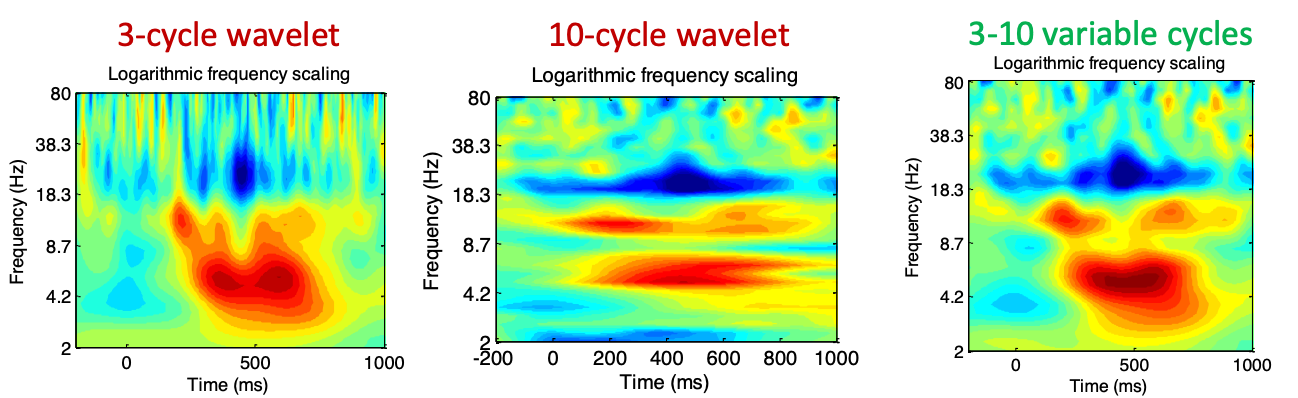 3-cycle wavelet
Logarithmic frequency scaling
80
38.3
18.3
8.7
4.2
2
Frequency (Hz)
0
500
1000
Time (ms)
10-cycle wavelet
Logarithmic frequency scaling
80
38.3
18.3
8.7
4.2
2
Frequency (Hz)
-200
0
200
400
600
800
1000
Time (ms)
3-10 variable cycles
Logarithmic frequency scaling
80
38.3
18.3
8.7
4.2
2
Frequency (Hz)
0
500
1000
Time (ms)